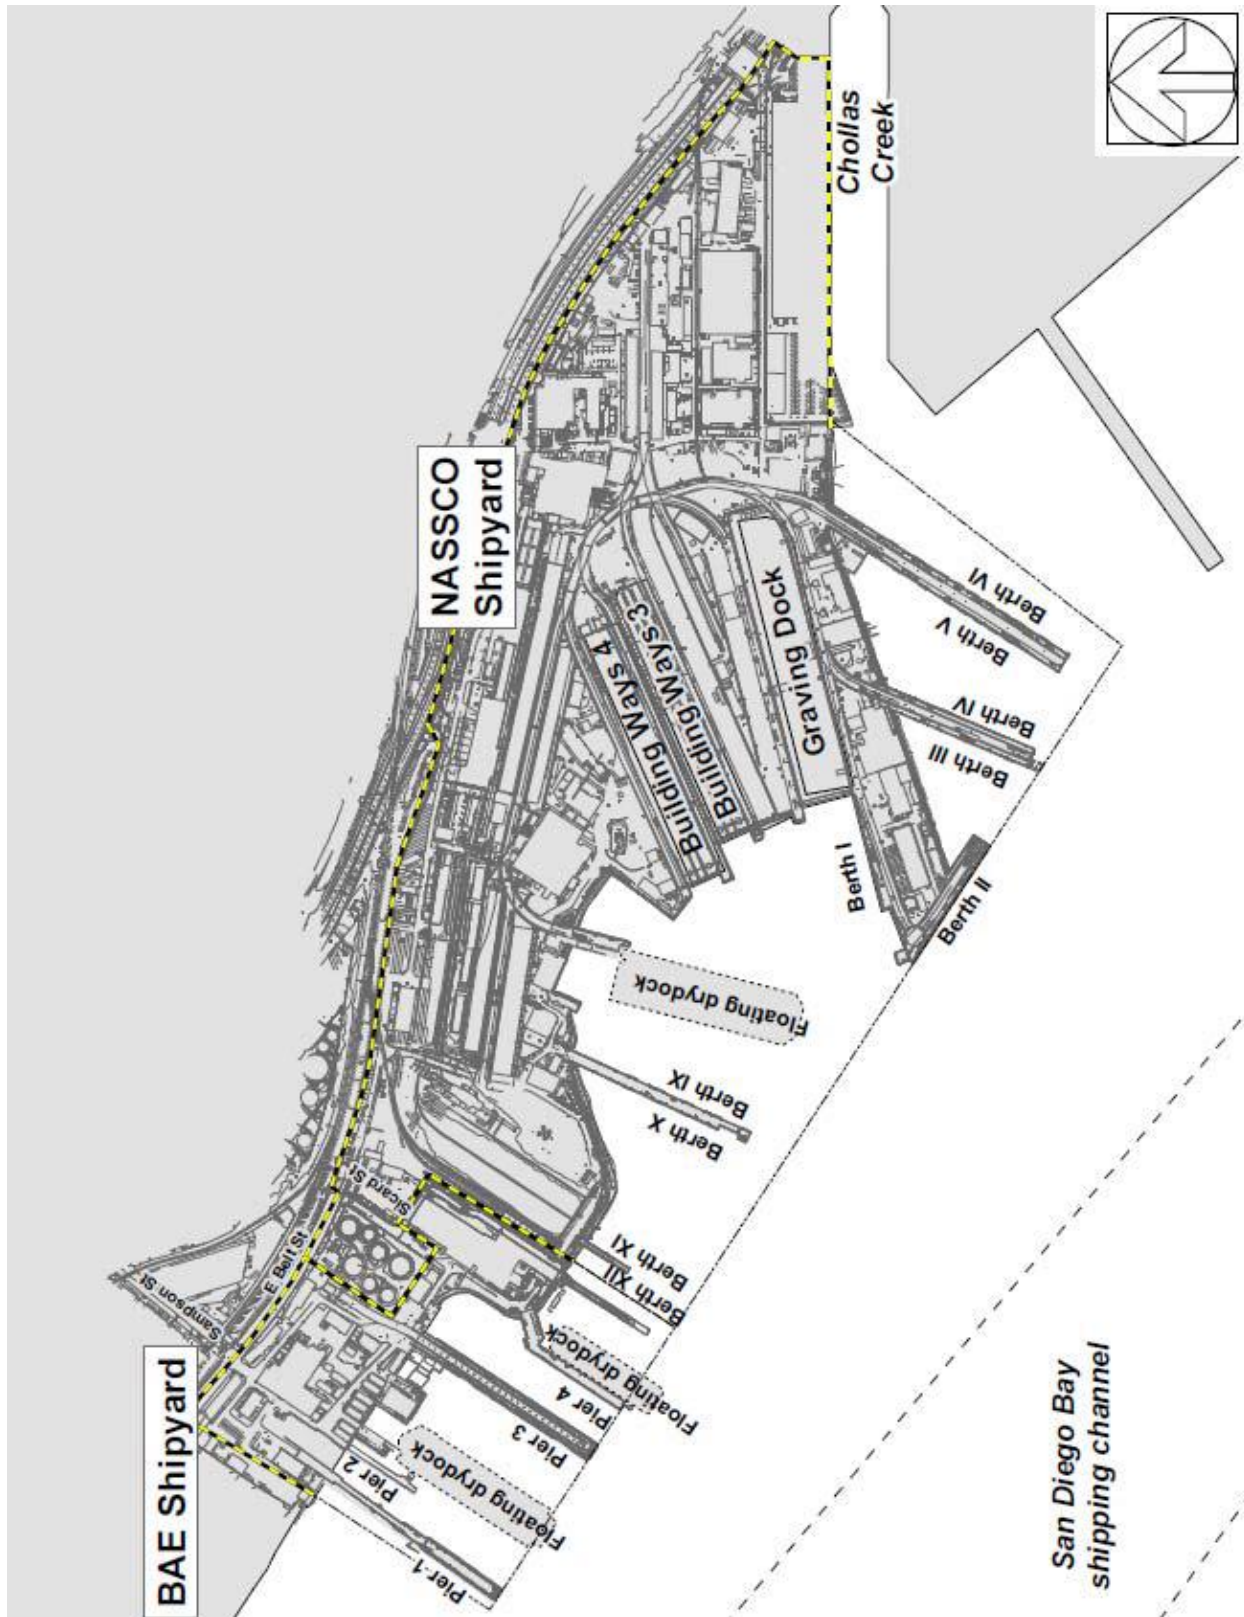 Chollas
Creek
NASSCO
Shipyard
Building Ways 4
Building Ways 3
Graving Dock
Berth VI
Berth V
Berth IV
Berth III
Berth I
Berth II
Floating drydock
Berth IX
Berth X
Sicard St
Berth XI
Berth XII
E Belt St
Sampson St
BAE Shipyard
Floating drydock
Pier 4
Pier 3
Floating drydock
Pier 2
Pier 1
San Diego Bay
shipping channel